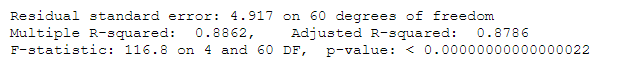 Residual standard error: 4.917 on 60 degrees of freedom
Multiple R-squared:  0.8862,    Adjusted R-squared:  0.8786
F-statistic: 116.8 on 4 and 60 DF,  p-value: < 0.00000000000000022